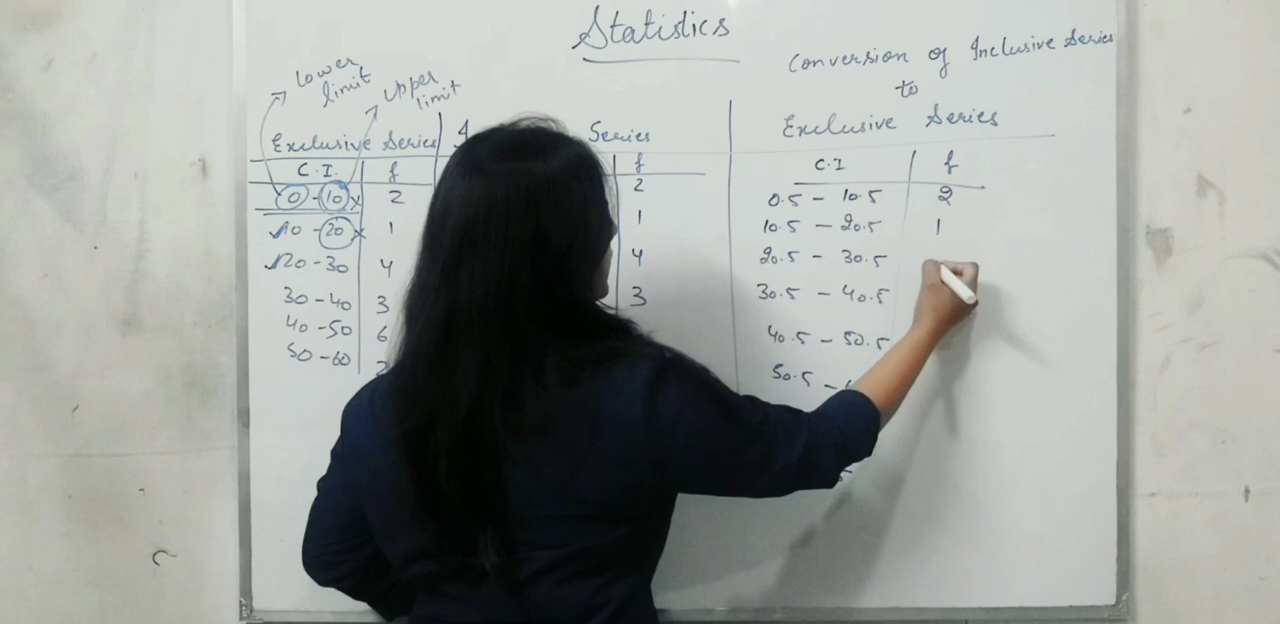 Statistics
Lower
limit
Upper
limit
Exclusive Series
C.I. f
0 - 10 x 2
10 - 20 x 1
20 - 30 4
30 - 40 3
40 - 50 6
50 - 60
Series
f
2
1
4
3
Conversion of Inclusive Series
to
Exclusive Series
C.I f
0.5 - 10.5 2
10.5 - 20.5 1
20.5 - 30.5
30.5 - 40.5
40.5 - 50.5
50.5 -